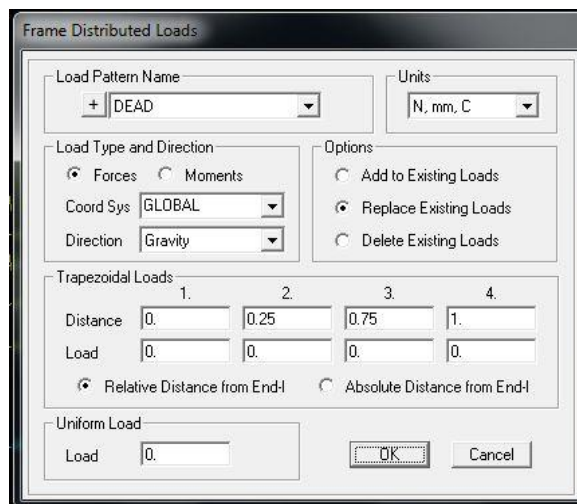 Frame Distributed Loads
Load Pattern Name
+ DEAD
Units
N, mm, C
Load Type and Direction
Forces Moments
Coord Sys GLOBAL
Direction Gravity
Options
Add to Existing Loads
Replace Existing Loads
Delete Existing Loads
Trapezoidal Loads
1. 2. 3. 4.
Distance 0. 0.25 0.75 1.
Load 0. 0. 0. 0.
Relative Distance from End-I Absolute Distance from End-I
Uniform Load
Load 0.
OK Cancel